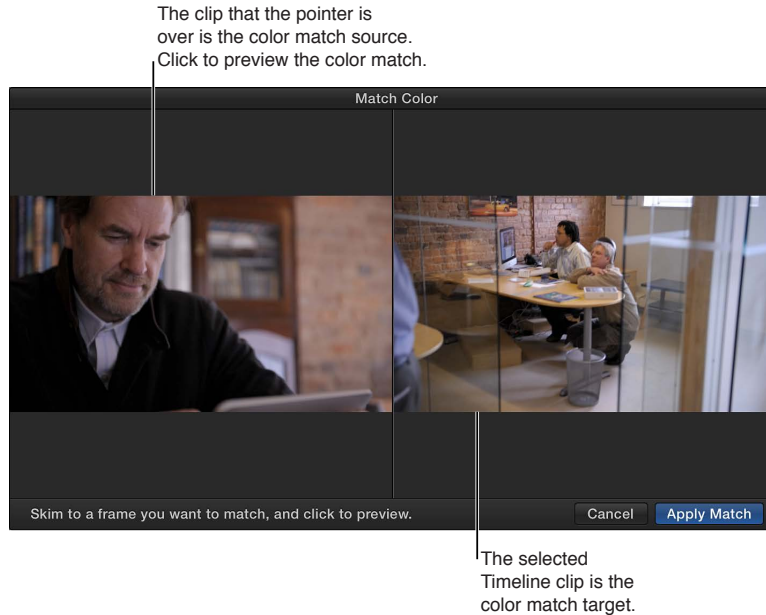 The clip that the pointer is
over is the color match source.
Click to preview the color match.
Match Color
Skim to a frame you want to match, and click to preview.
Cancel
Apply Match
The selected
Timeline clip is the
color match target.